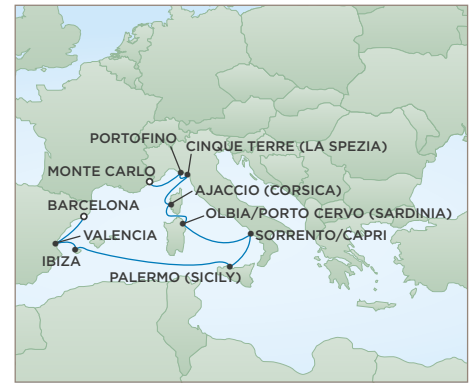 PORTOFINO
CINQUE TERRE (LA SPEZIA)
MONTE CARLO
AJACCIO (CORSICA)
BARCELONA
OLBIA/PORTO CERVO (SARDINIA)
VALENCIA
SORRENTO/CAPRI
IBIZA
PALERMO (SICILY)